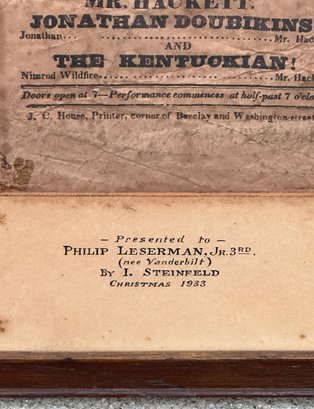 MR. HACKETT.
JONATHAN DOUBIKINS
Jonathan.............................Mr. Hac
AND
THE KENTUCKIAN!
Nimrod Wildfire.............................Mr. Hack
Doors open at 7—Performance commences at half-past 7 o'clo
J. C. House, Printer, corner of Barclay and Washington-street
— Presented to —
PHILIP LESERMAN, JR. 3RD.
(nee Vanderbilt)
BY I. STEINFELD
CHRISTMAS 1933